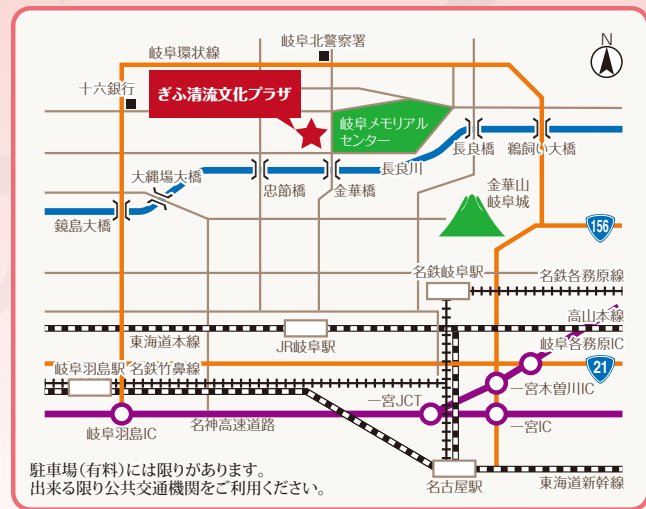 岐阜北警察署
N
岐阜環状線
十六銀行
ぎふ清流文化プラザ
岐阜メモリアル
センター
長良橋
鵜飼い大橋
長良川
大縄場大橋
忠節橋
金華橋
金華山
岐阜城
鏡島大橋
156
名鉄岐阜駅
名鉄各務原線
高山本線
東海道本線
JR岐阜駅
岐阜各務原IC
岐阜羽島駅
名鉄竹鼻線
21
一宮JCT
一宮木曽川IC
岐阜羽島IC
名神高速道路
一宮IC
駐車場(有料)には限りがあります。
出来る限り公共交通機関をご利用ください。
名古屋駅
東海道新幹線